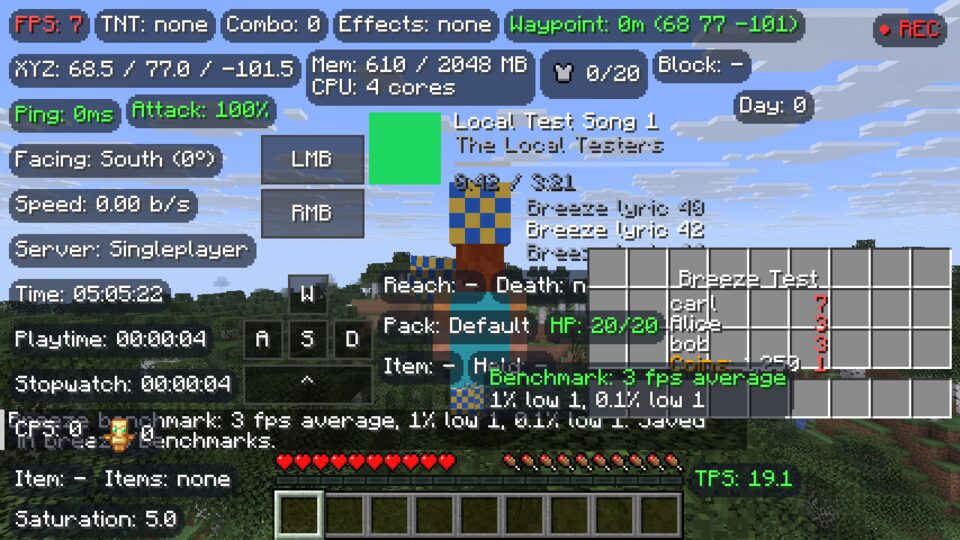 FPS: 7 TNT: none Combo: 0 Effects: none Waypoint: 0m (68 77 -101) REC
XYZ: 68.5 / 77.0 / -101.5
Mem: 610 / 2048 MB
CPU: 4 cores
0/20
Block: -
Ping: 0ms
Attack: 100%
Day: 0
Local Test Song 1
The Local Testers
0:42 / 3:21
Facing: South (0°)
LMB
RMB
Speed: 0.00 b/s
Breeze lyric 42
Server: Singleplayer
Breeze Test
carl 7
Alice 3
bob 3
Coins: 1,250 1
Time: 05:05:22
W
A S D
^
Reach: - Death: n
Pack: Default HP: 20/20
Item: - Held: -
Playtime: 00:00:04
Stopwatch: 00:00:04
Benchmark: 3 fps average
1% low 1, 0.1% low 1
Breeze benchmark: 3 fps average, 1% low 1, 0.1% low 1. Saved
in breeze benchmarks.
CPS: 0
0
Item: - Items: none
TPS: 19.1
Saturation: 5.0